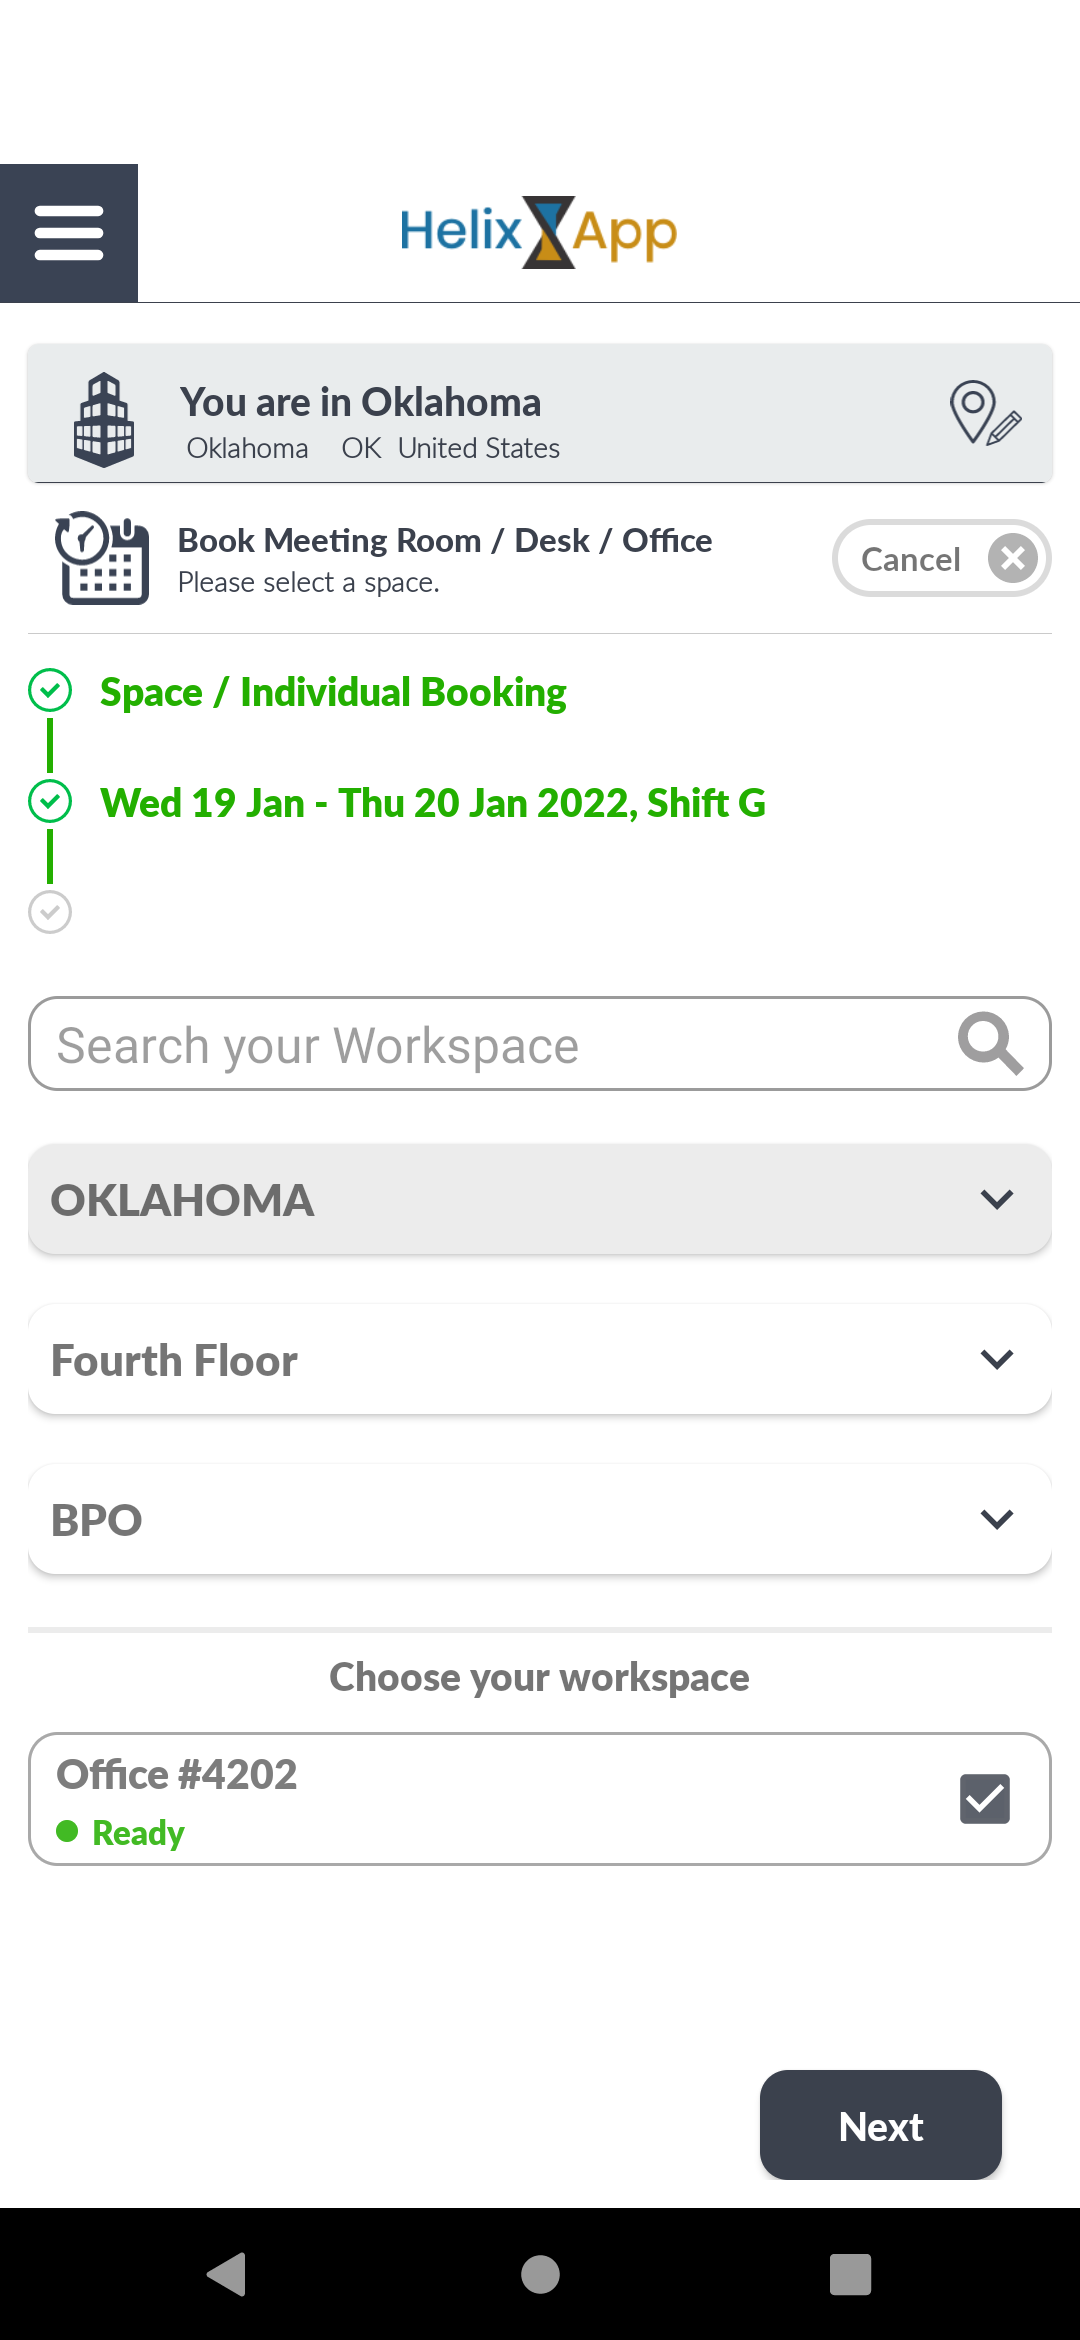 Helix App
You are in Oklahoma
Oklahoma OK United States
Book Meeting Room / Desk / Office
Please select a space.
Cancel
Space / Individual Booking
Wed 19 Jan - Thu 20 Jan 2022, Shift G
Search your Workspace
OKLAHOMA
Fourth Floor
BPO
Choose your workspace
Office #4202
Ready
Next